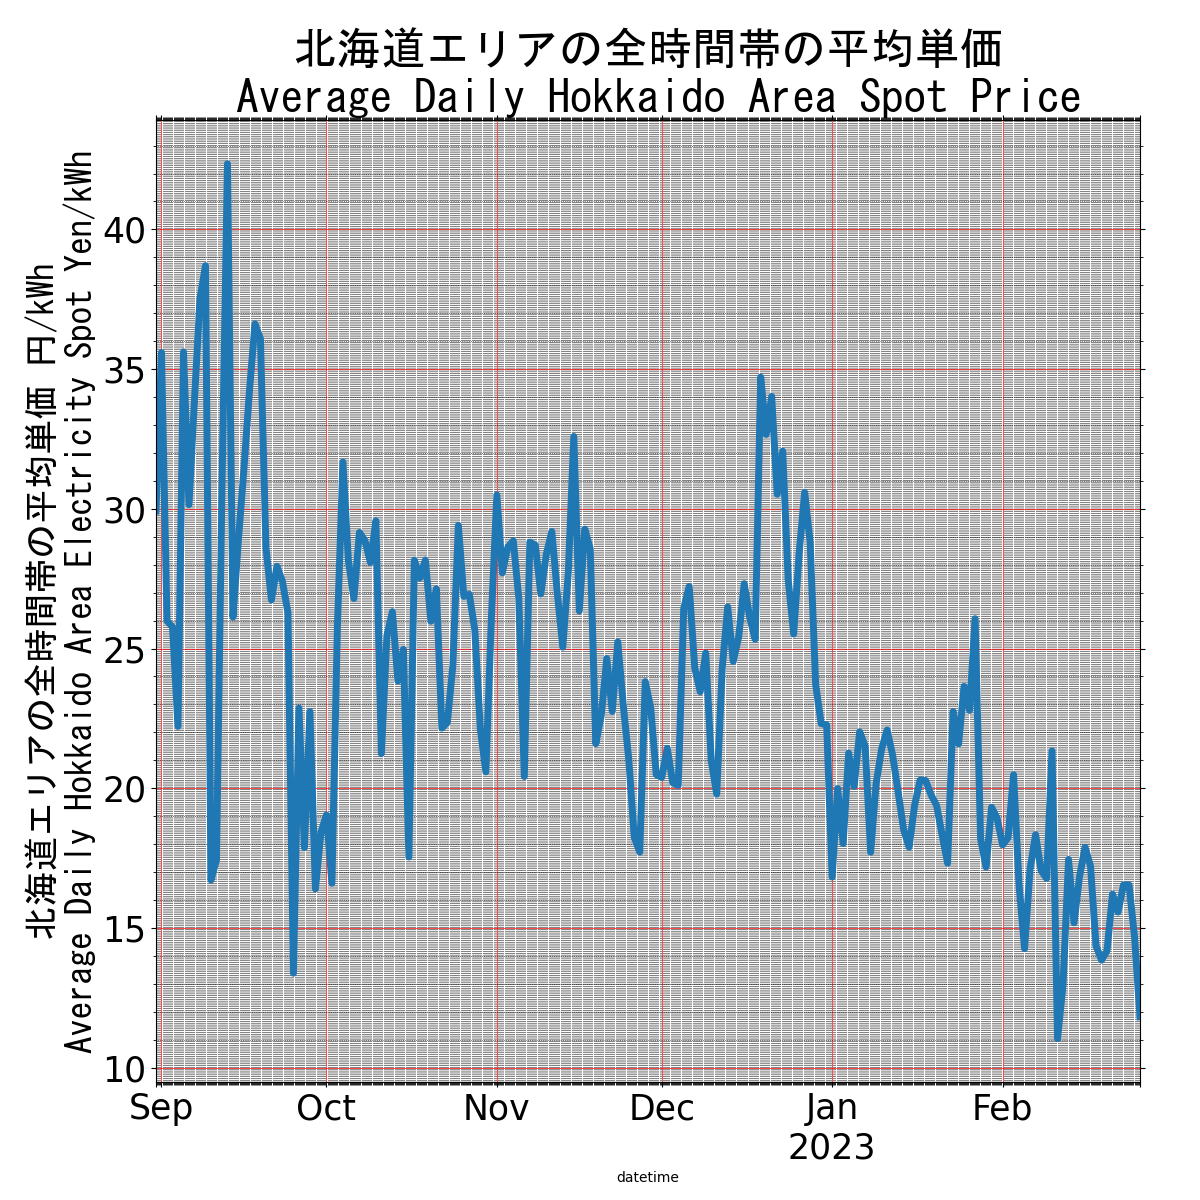 北海道エリアの全時間帯の平均単価
Average Daily Hokkaido Area Spot Price
北海道エリアの全時間帯の平均単価 円/kWh
Average Daily Hokkaido Area Electricity Spot Yen/kWh
40
35
30
25
20
15
10
Sep Oct Nov Dec Jan Feb
2023
datetime